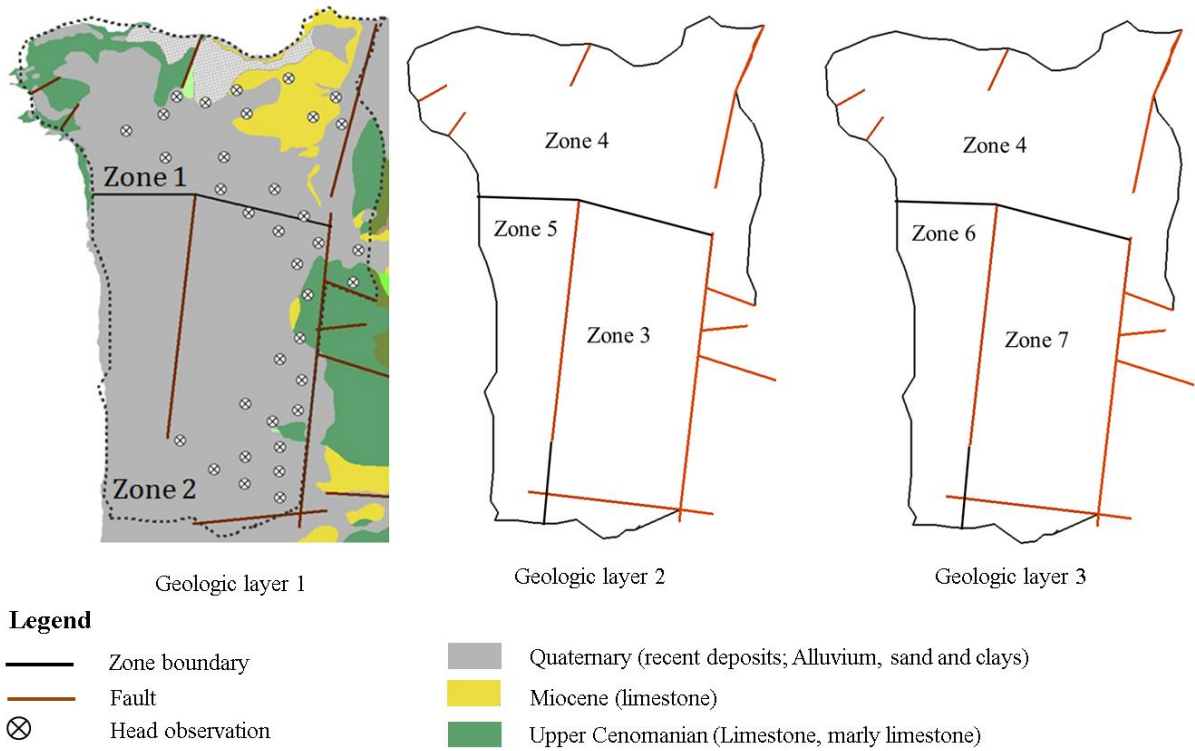 Zone 1
Zone 2
Zone 4
Zone 5
Zone 3
Zone 4
Zone 6
Zone 7
Geologic layer 1
Geologic layer 2
Geologic layer 3
Legend
Zone boundary
Fault
Head observation
Quaternary (recent deposits; Alluvium, sand and clays)
Miocene (limestone)
Upper Cenomanian (Limestone, marly limestone)